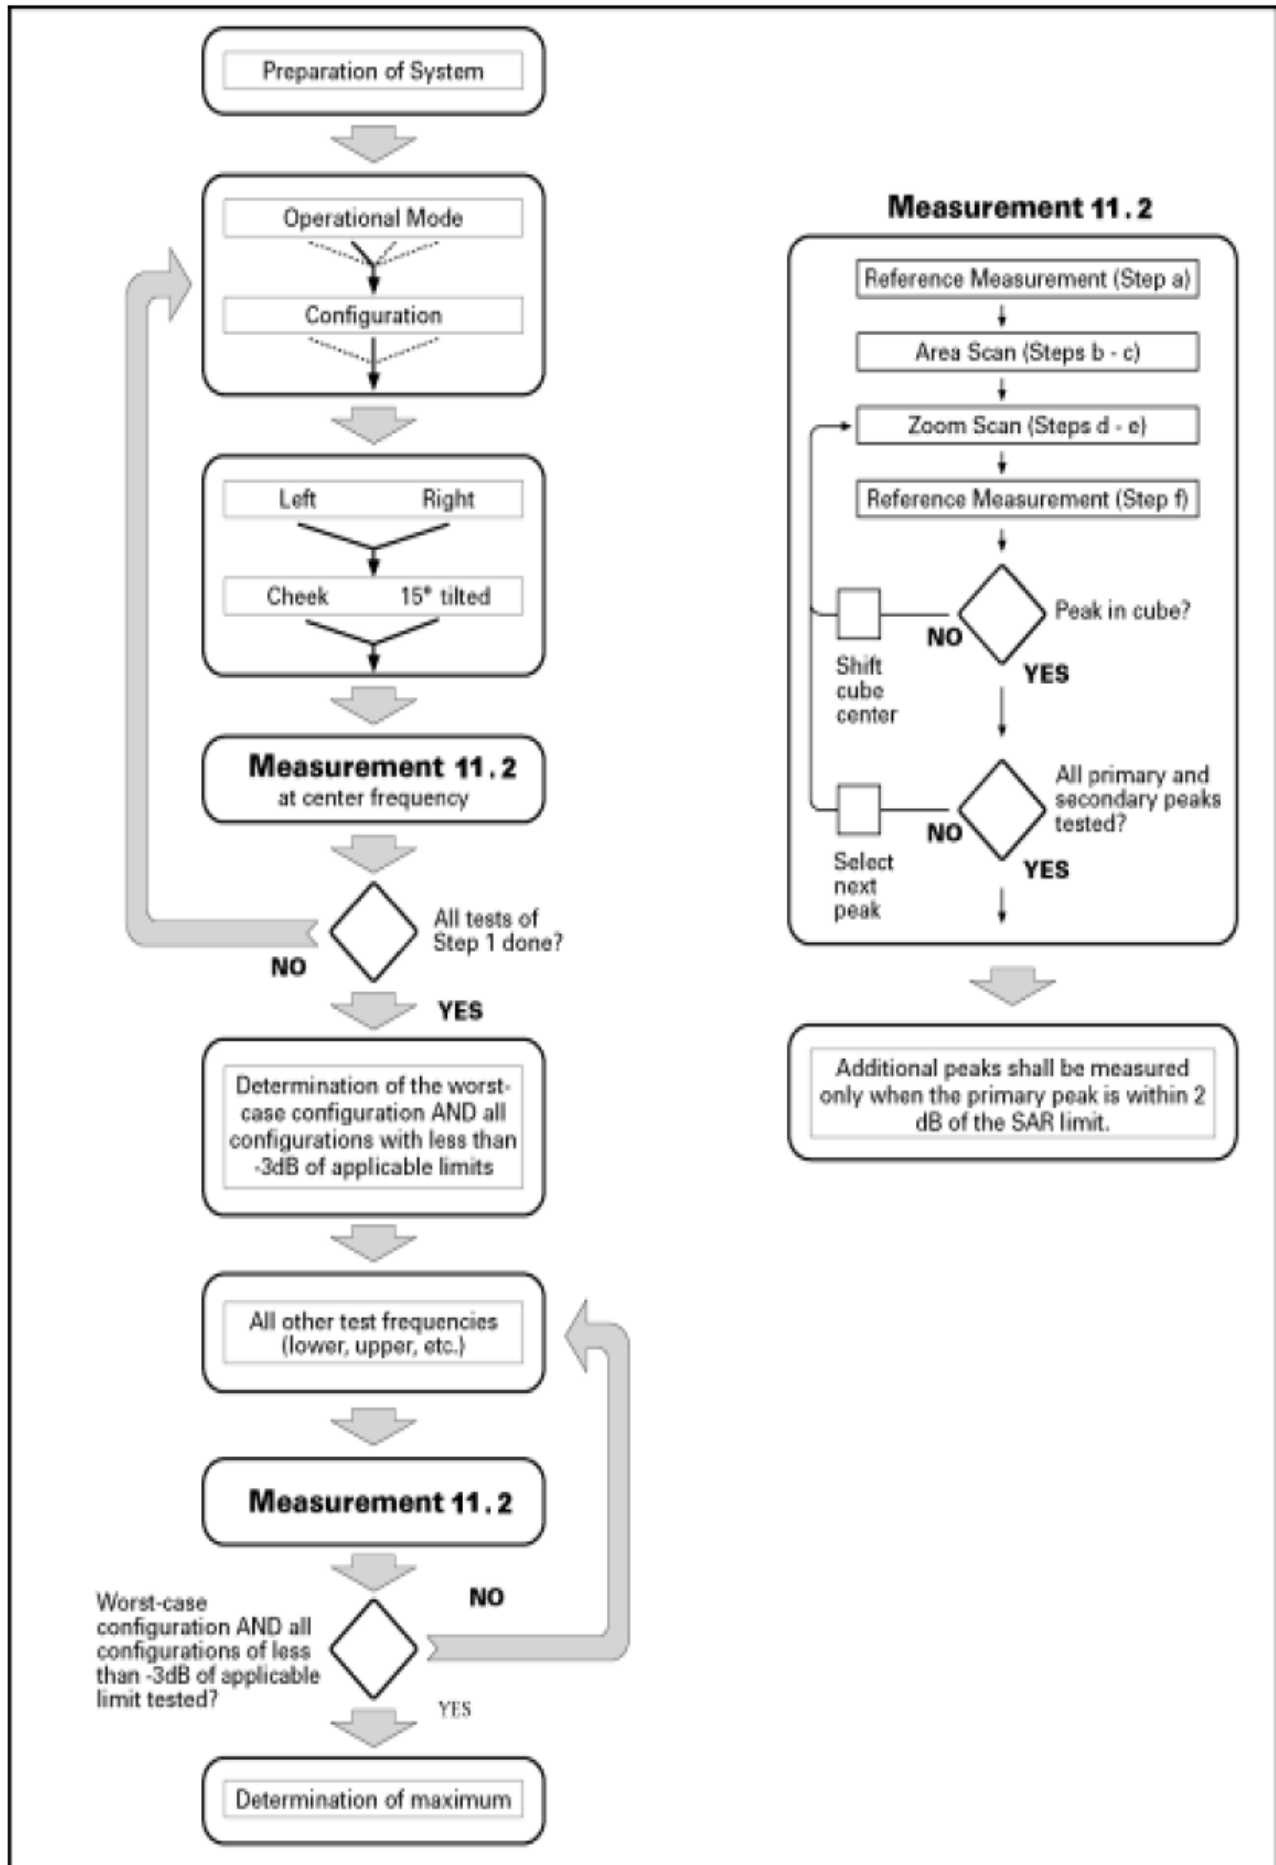 Preparation of System
Operational Mode
Configuration
Left Right
Cheek 15° tilted
Measurement 11.2
at center frequency
All tests of
Step 1 done?
NO
YES
Determination of the worst-
case configuration AND all
configurations with less than
-3dB of applicable limits
All other test frequencies
(lower, upper, etc.)
Measurement 11.2
Worst-case
configuration AND all
configurations of less
than -3dB of applicable
limit tested?
NO
YES
Determination of maximum
Measurement 11.2
Reference Measurement (Step a)
Area Scan (Steps b - c)
Zoom Scan (Steps d - e)
Reference Measurement (Step f)
Peak in cube?
NO
YES
Shift
cube
center
All primary and
secondary peaks
tested?
NO
YES
Select
next
peak
Additional peaks shall be measured
only when the primary peak is within 2
dB of the SAR limit.